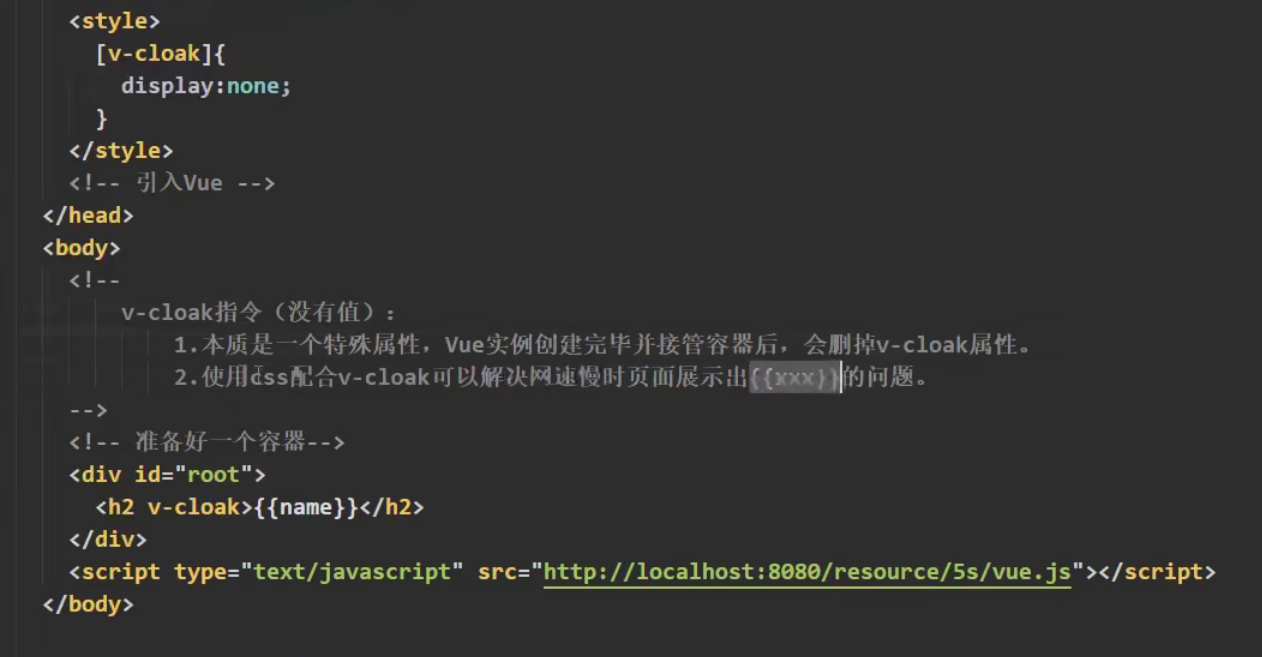 <style>
[v-cloak]{
display:none;
}
</style>
<!-- 引入Vue -->
</head>
<body>
<!--
v-cloak指令（没有值）：
1.本质是一个特殊属性，Vue实例创建完毕并接管容器后，会删掉v-cloak属性。
2.使用css配合v-cloak可以解决网速慢时页面展示出{{xxx}}的问题。
-->
<!-- 准备好一个容器-->
<div id="root">
<h2 v-cloak>{{name}}</h2>
</div>
<script type="text/javascript" src="http://localhost:8080/resource/5s/vue.js"></script>
</body>